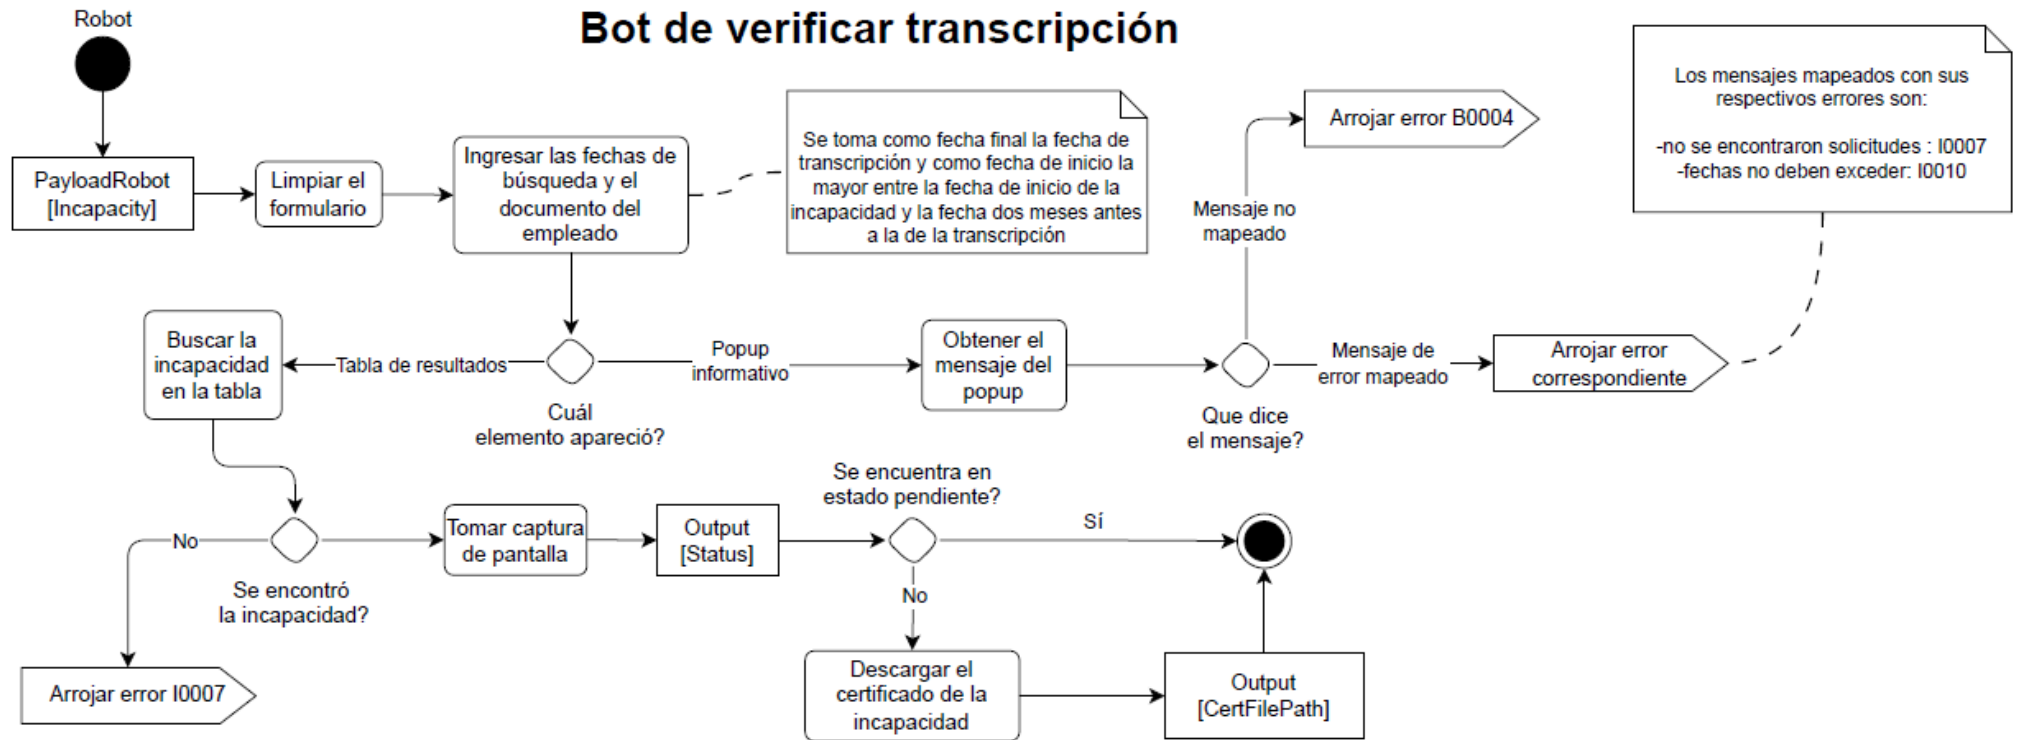 Robot
Bot de verificar transcripción
PayloadRobot
[Incapacity]
Limpiar el
formulario
Ingresar las fechas de
búsqueda y el
documento del
empleado
Se toma como fecha final la fecha de
transcripción y como fecha de inicio la
mayor entre la fecha de inicio de la
incapacidad y la fecha dos meses antes
a la de la transcripción
Arrojar error B0004
Los mensajes mapeados con sus
respectivos errores son:
-no se encontraron solicitudes : I0007
-fechas no deben exceder: I0010
Mensaje no
mapeado
Buscar la
incapacidad
en la tabla
Tabla de resultados
Cuál
elemento apareció?
Popup
informativo
Obtener el
mensaje del
popup
Que dice
el mensaje?
Mensaje de
error mapeado
Arrojar error
correspondiente
No
Se encontró
la incapacidad?
Arrojar error I0007
Tomar captura
de pantalla
Output
[Status]
Se encuentra en
estado pendiente?
Sí
No
Descargar el
certificado de la
incapacidad
Output
[CertFilePath]